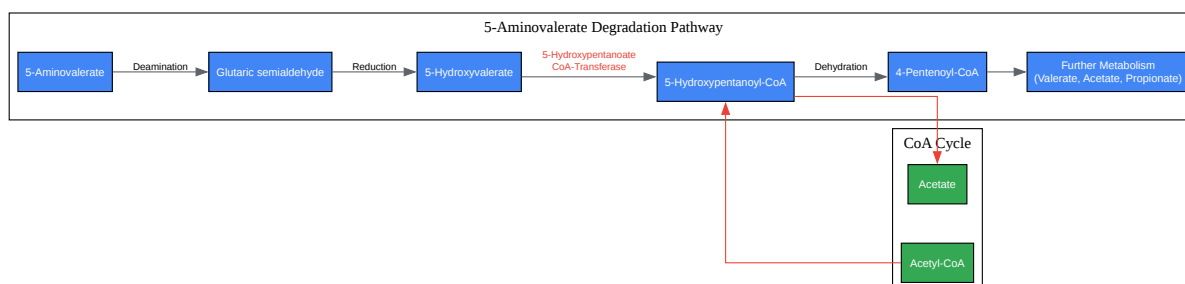 5-Aminovalerate Degradation Pathway
5-Aminovalerate
Deamination
Glutaric semialdehyde
Reduction
5-Hydroxyvalerate
5-Hydroxypentanoate
CoA-Transferase
5-Hydroxypentanoyl-CoA
Dehydration
4-Pentenoyl-CoA
Further Metabolism
(Valerate, Acetate, Propionate)
CoA Cycle
Acetate
Acetyl-CoA